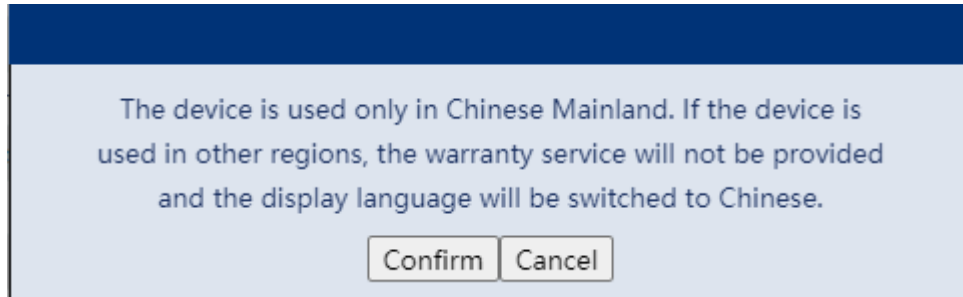 The device is used only in Chinese Mainland. If the device is
used in other regions, the warranty service will not be provided
and the display language will be switched to Chinese.
Confirm Cancel